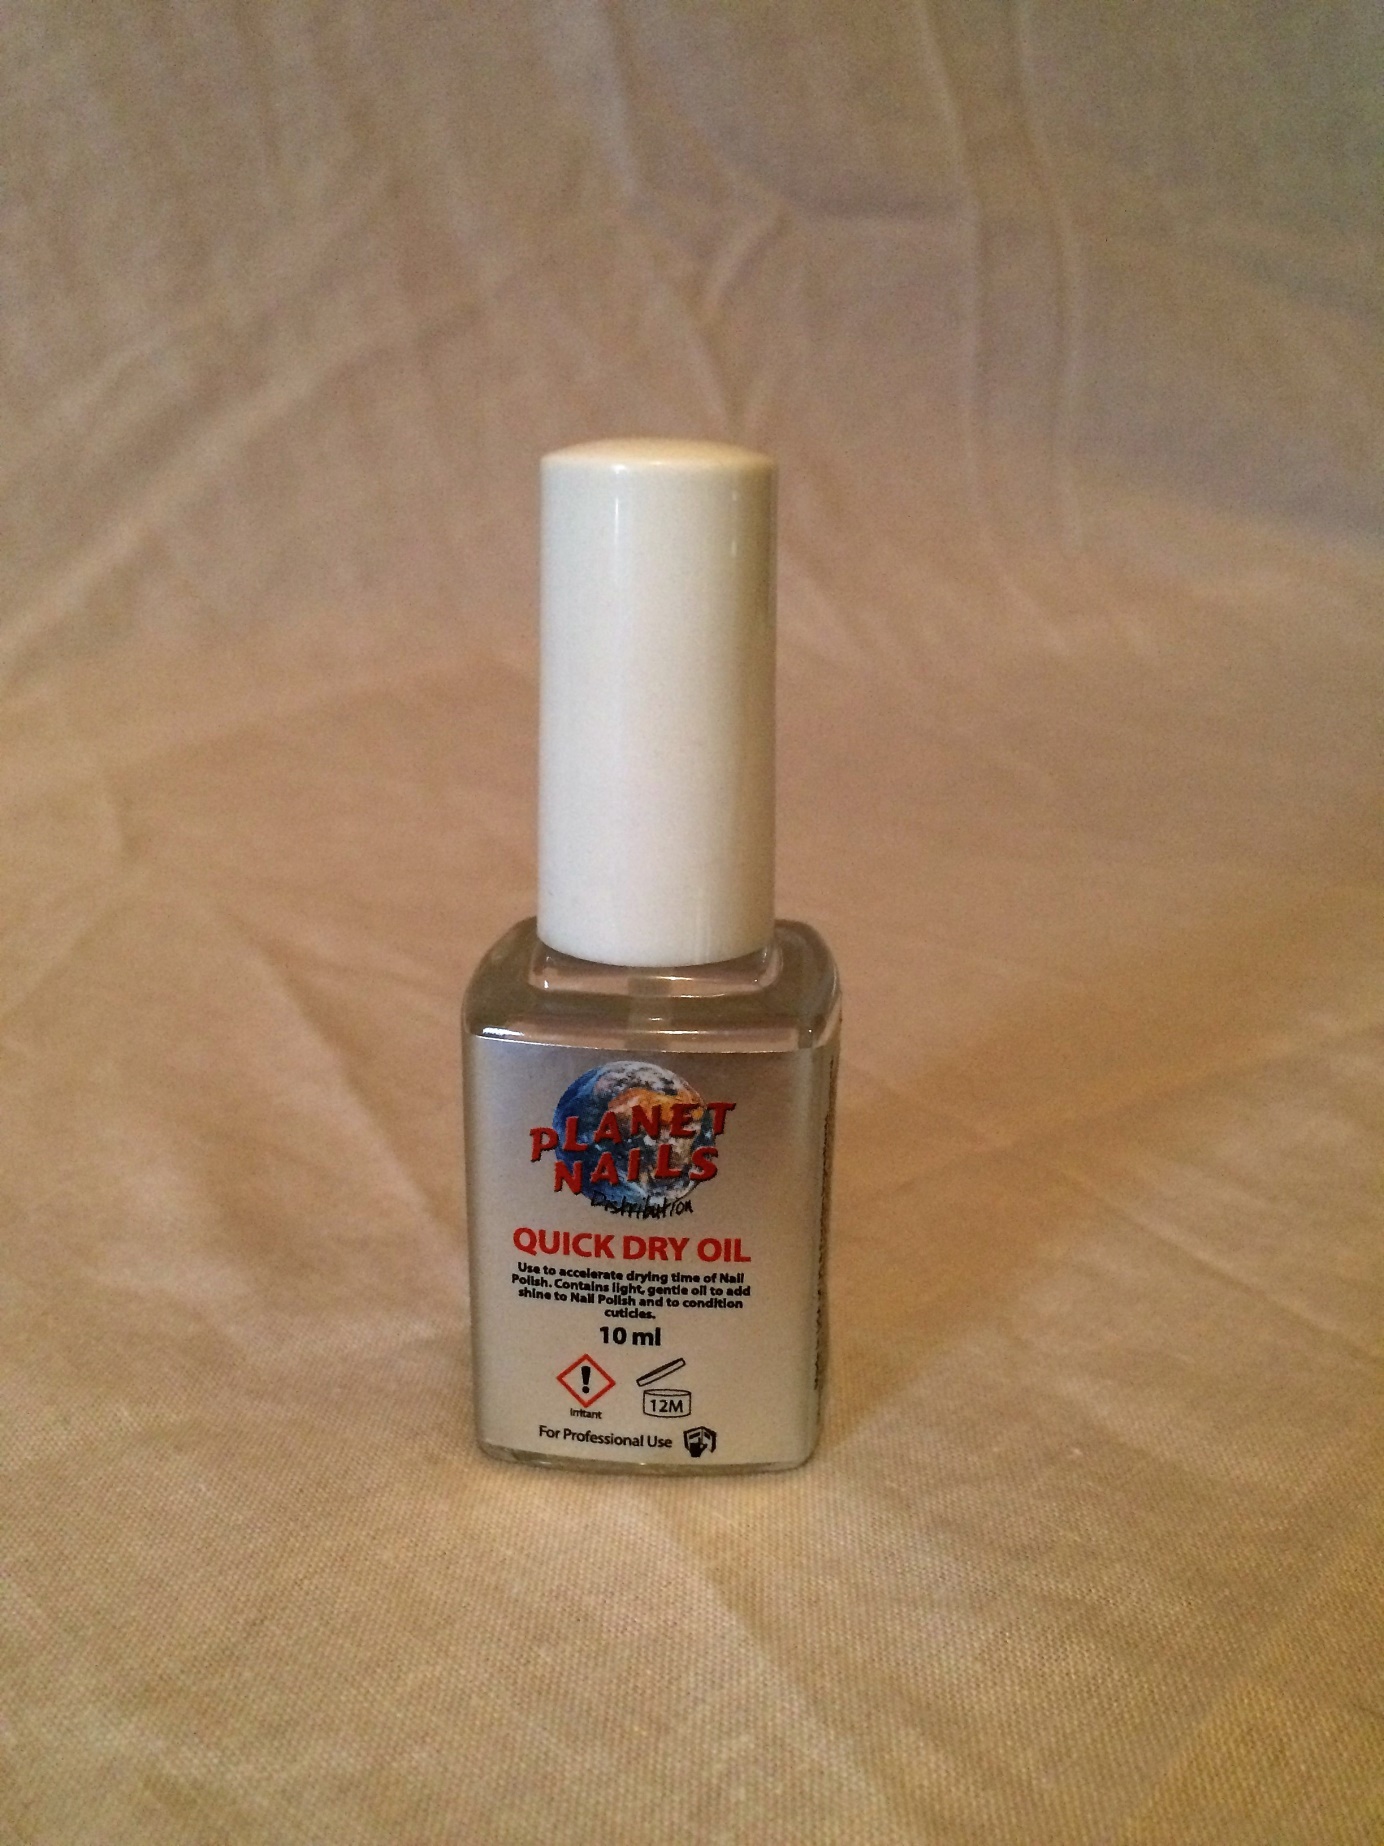 PLANET
NAILS
Distribution
QUICK DRY OIL
Use to accelerate drying time of Nail
Polish. Contains light, gentle oil to add
shine to Nail Polish and to condition
cuticles.
10 ml
Irritant
12M
For Professional Use